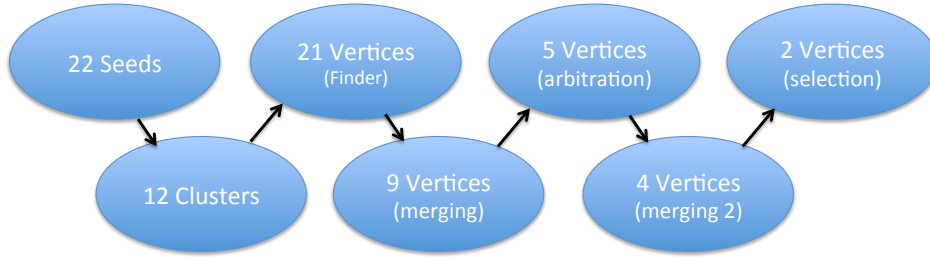 22 Seeds
12 Clusters
21 Vertices
(Finder)
9 Vertices
(merging)
5 Vertices
(arbitration)
4 Vertices
(merging 2)
2 Vertices
(selection)